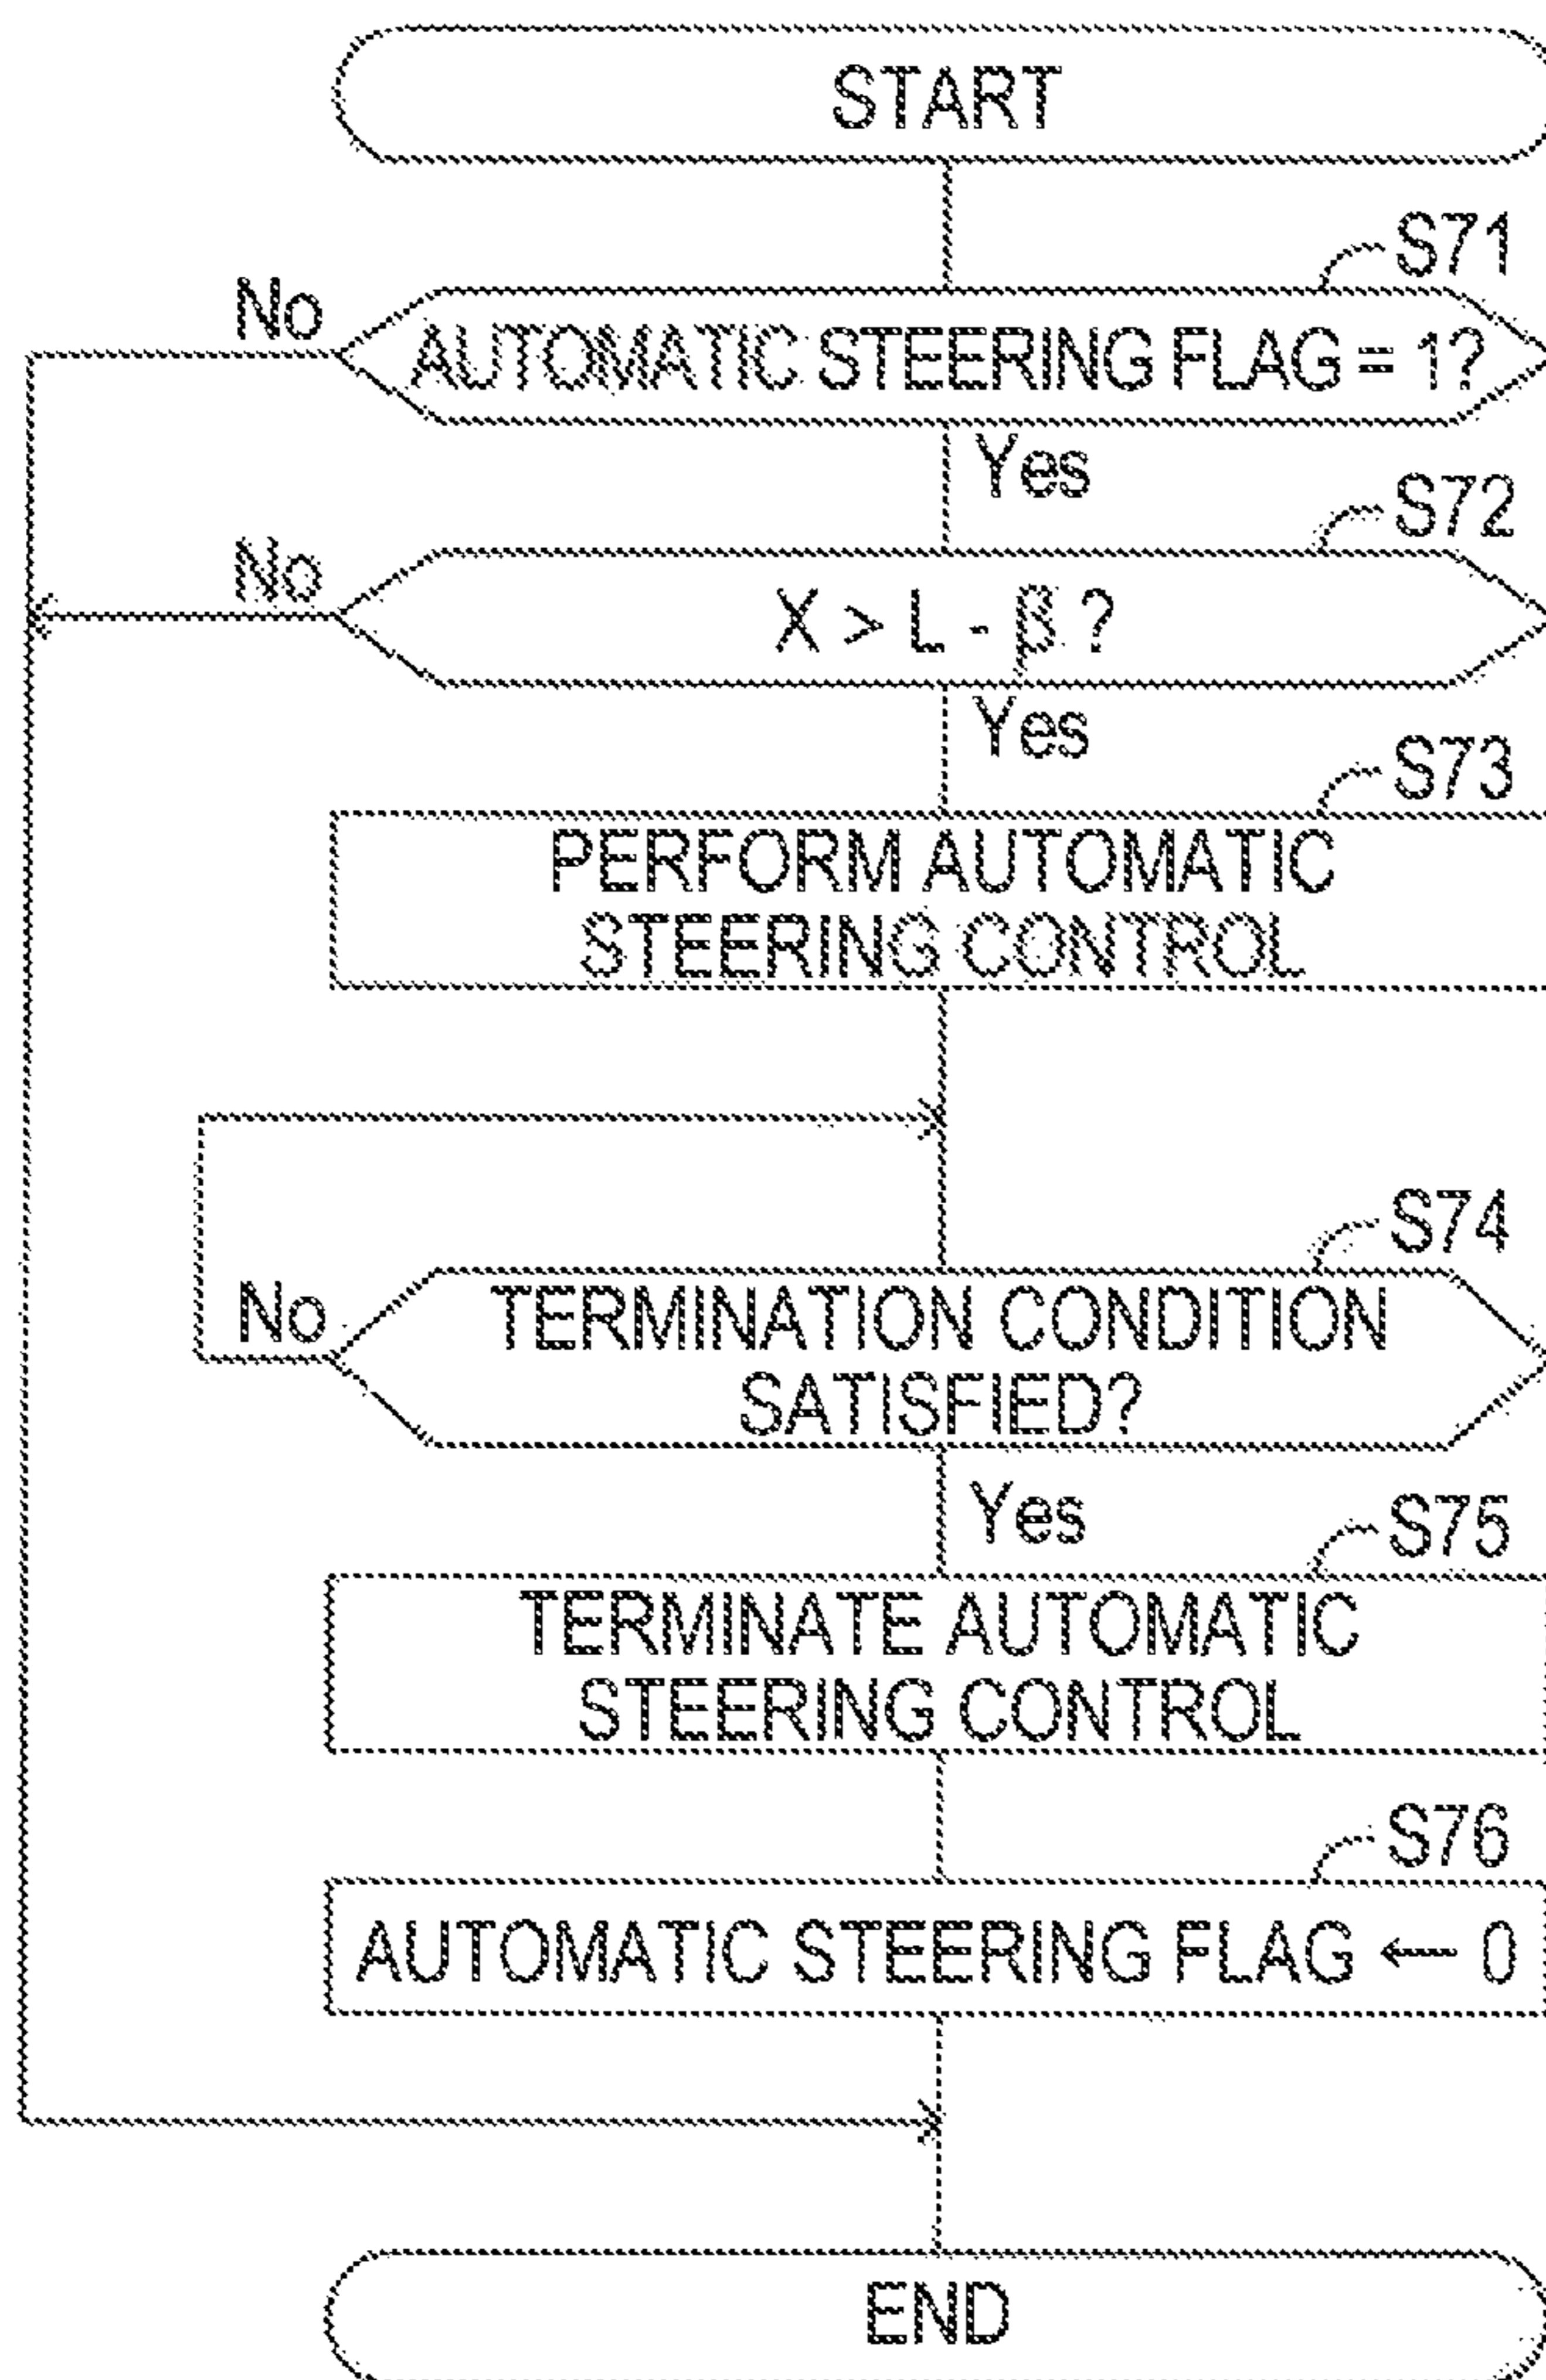 START
S71
No
AUTOMATIC STEERING FLAG = 1?
Yes
S72
No
X > L - β ?
Yes
S73
PERFORM AUTOMATIC
STEERING CONTROL
S74
No
TERMINATION CONDITION
SATISFIED?
Yes
S75
TERMINATE AUTOMATIC
STEERING CONTROL
S76
AUTOMATIC STEERING FLAG ← 0
END